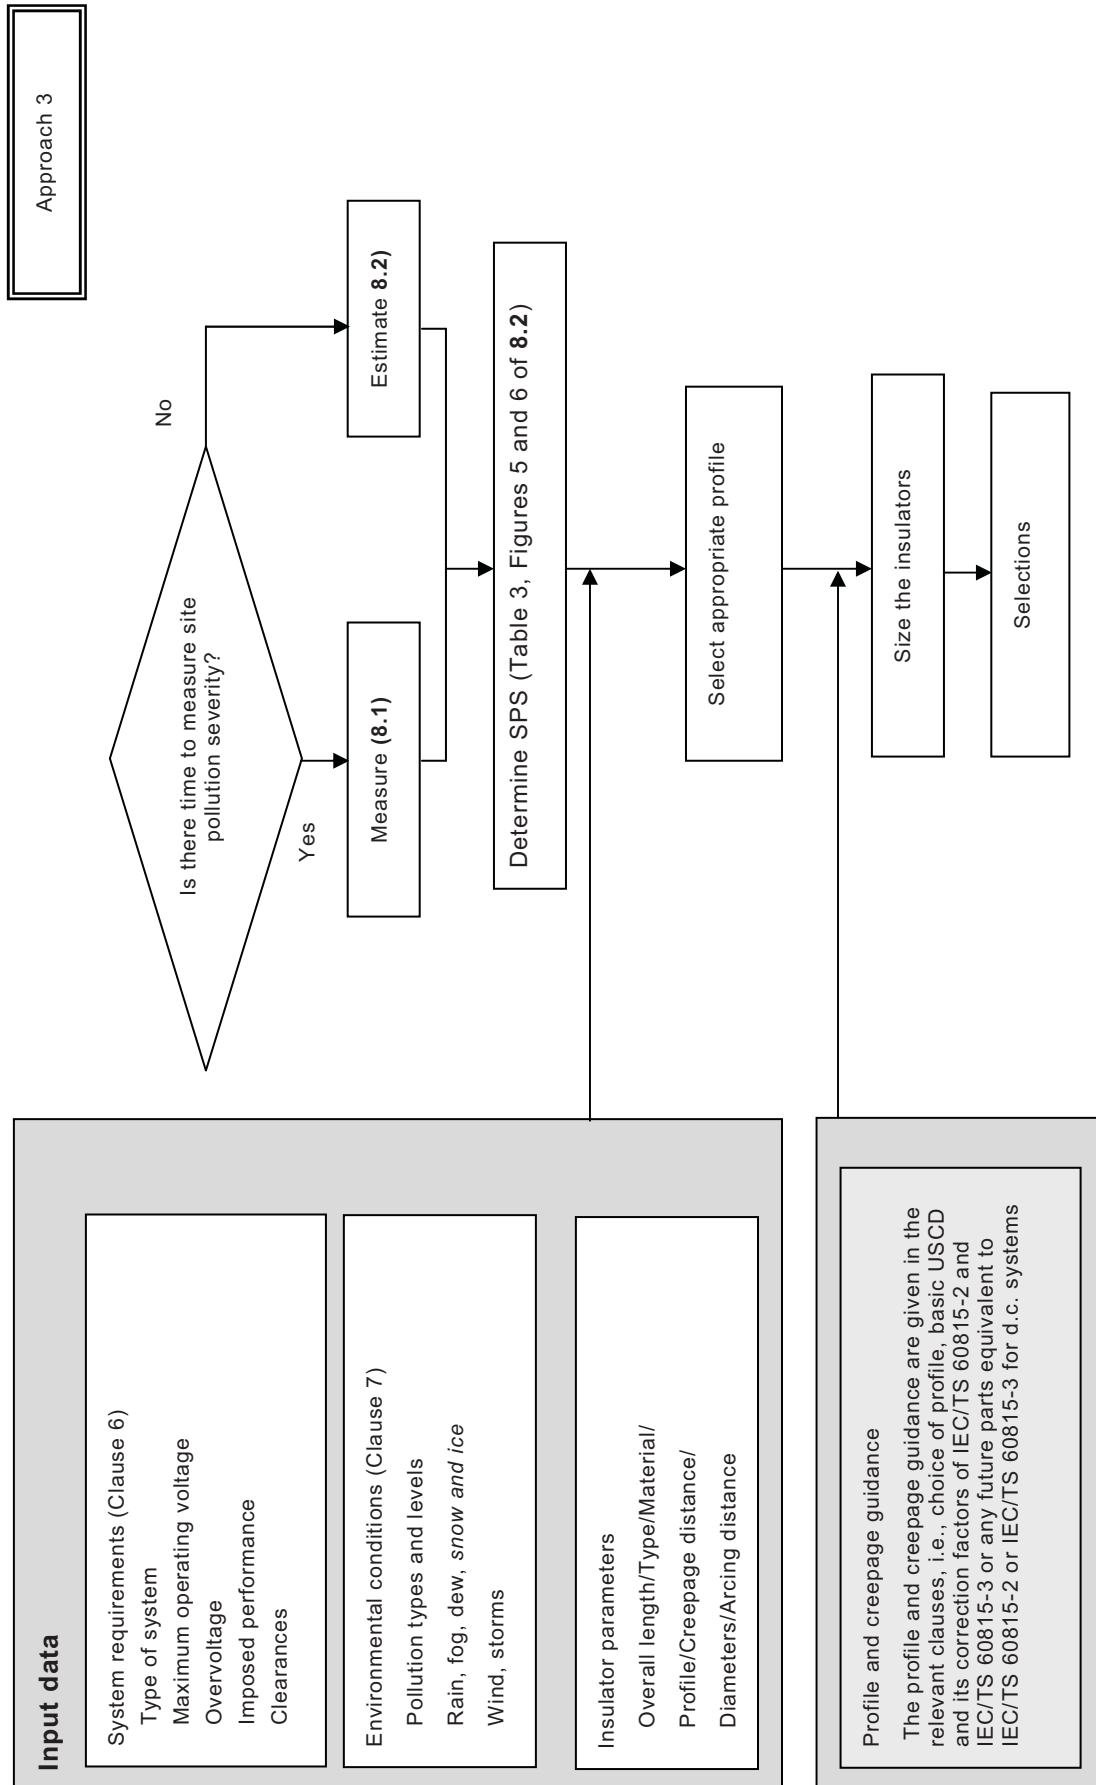 Approach 3
Is there time to measure site
pollution severity?
No
Yes
Estimate 8.2)
Measure (8.1)
Determine SPS (Table 3, Figures 5 and 6 of 8.2)
Select appropriate profile
Size the insulators
Selections
Input data
System requirements (Clause 6)
Type of system
Maximum operating voltage
Overvoltage
Imposed performance
Clearances
Environmental conditions (Clause 7)
Pollution types and levels
Rain, fog, dew, snow and ice
Wind, storms
Insulator parameters
Overall length/Type/Material/
Profile/Creepage distance/
Diameters/Arcing distance
Profile and creepage guidance
The profile and creepage guidance are given in the
relevant clauses, i.e., choice of profile, basic USCD
and its correction factors of IEC/TS 60815-2 and
IEC/TS 60815-3 or any future parts equivalent to
IEC/TS 60815-2 or IEC/TS 60815-3 for d.c. systems